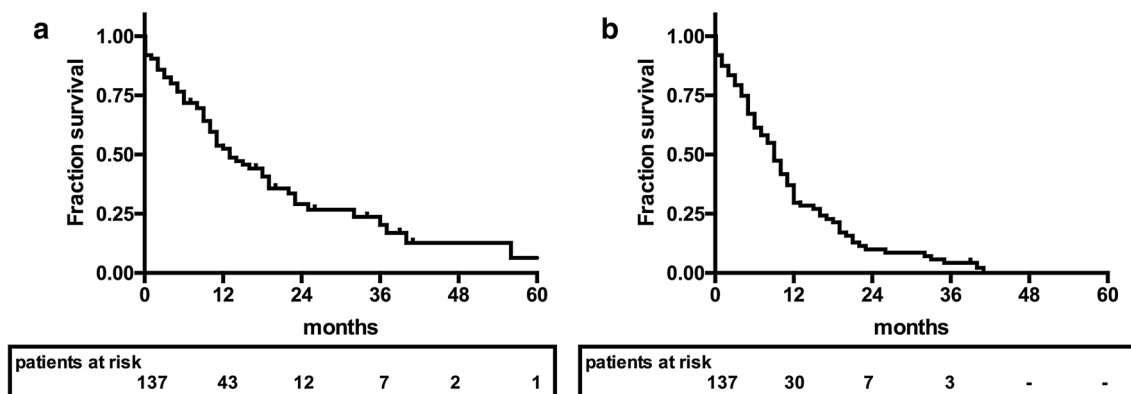 a
1.00
0.75
0.50
0.25
0.00
Fraction survival
0 12 24 36 48 60
months
patients at risk
137 43 12 7 2 1
b
1.00
0.75
0.50
0.25
0.00
Fraction survival
0 12 24 36 48 60
months
patients at risk
137 30 7 3 - -